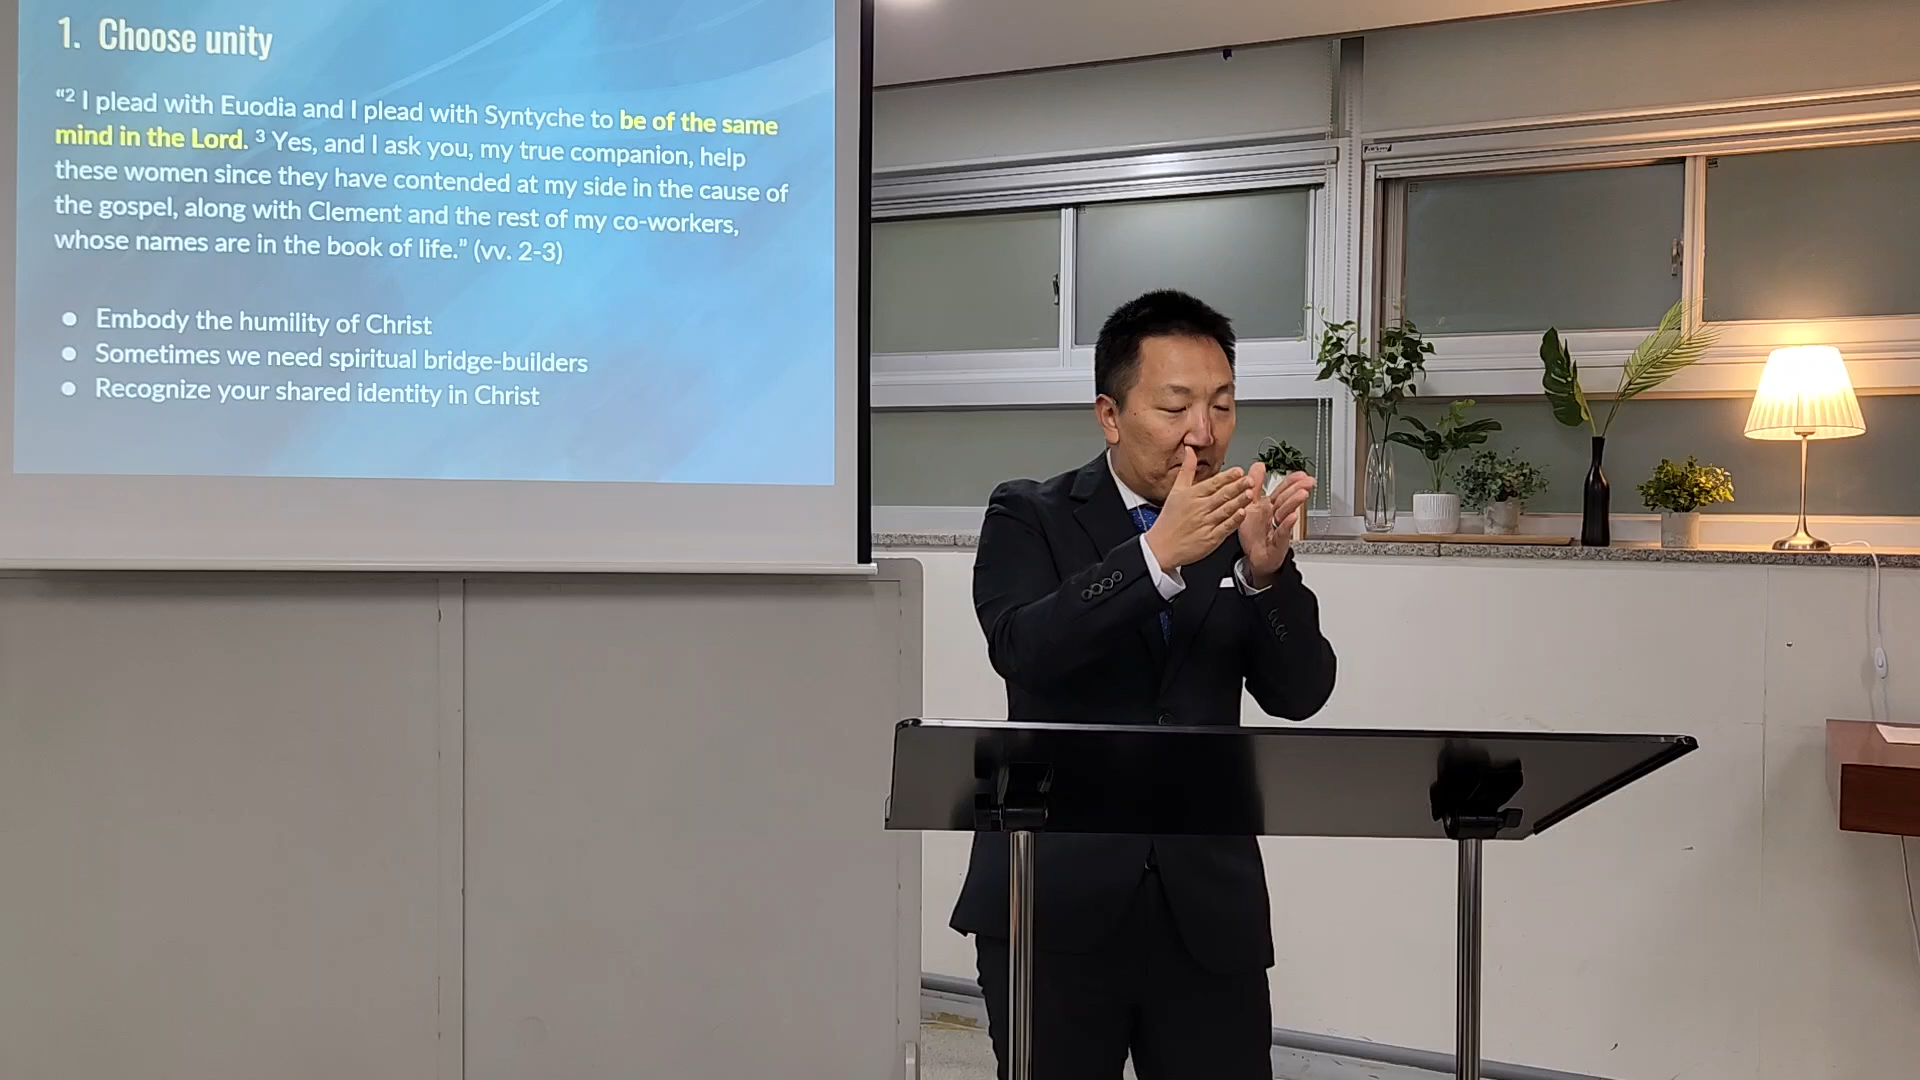 1. Choose unity
“² I plead with Euodia and I plead with Syntyche to be of the same
mind in the Lord. ³ Yes, and I ask you, my true companion, help
these women since they have contended at my side in the cause of
the gospel, along with Clement and the rest of my co-workers,
whose names are in the book of life.” (vv. 2-3)
● Embody the humility of Christ
● Sometimes we need spiritual bridge-builders
● Recognize your shared identity in Christ